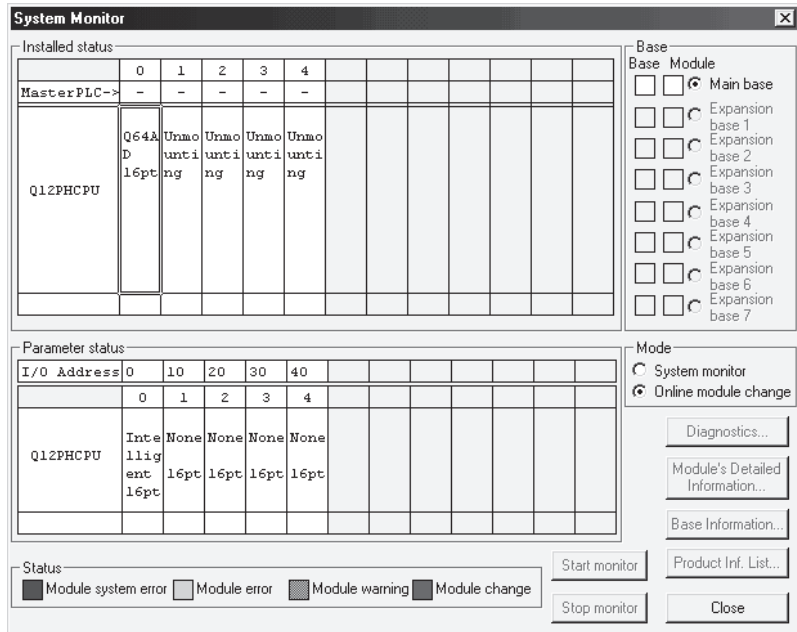 System Monitor
Installed status
0 1 2 3 4
MasterPLC-> - - - - -
Q12PHCPU
Q64A
D
16pt
Unmo
unti
ng
Unmo
unti
ng
Unmo
unti
ng
Unmo
unti
ng
Base
Base Module
Main base
Expansion
base 1
Expansion
base 2
Expansion
base 3
Expansion
base 4
Expansion
base 5
Expansion
base 6
Expansion
base 7
Parameter status
I/O Address 0 10 20 30 40
0 1 2 3 4
Q12PHCPU
Inte
llig
ent
16pt
None
16pt
None
16pt
None
16pt
None
16pt
Mode
System monitor
Online module change
Diagnostics...
Module's Detailed
Information...
Base Information...
Product Inf. List...
Status
Module system error Module error Module warning Module change
Start monitor
Stop monitor
Close